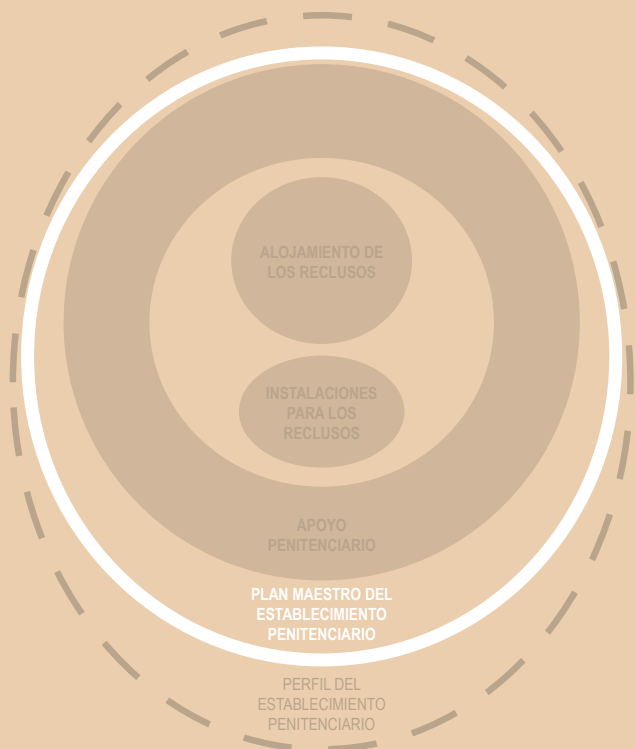 ALOJAMIENTO DE
LOS RECLUSOS
INSTALACIONES
PARA LOS
RECLUSOS
APOYO
PENITENCIARIO
PLAN MAESTRO DEL
ESTABLECIMIENTO
PENITENCIARIO
PERFIL DEL
ESTABLECIMIENTO
PENITENCIARIO